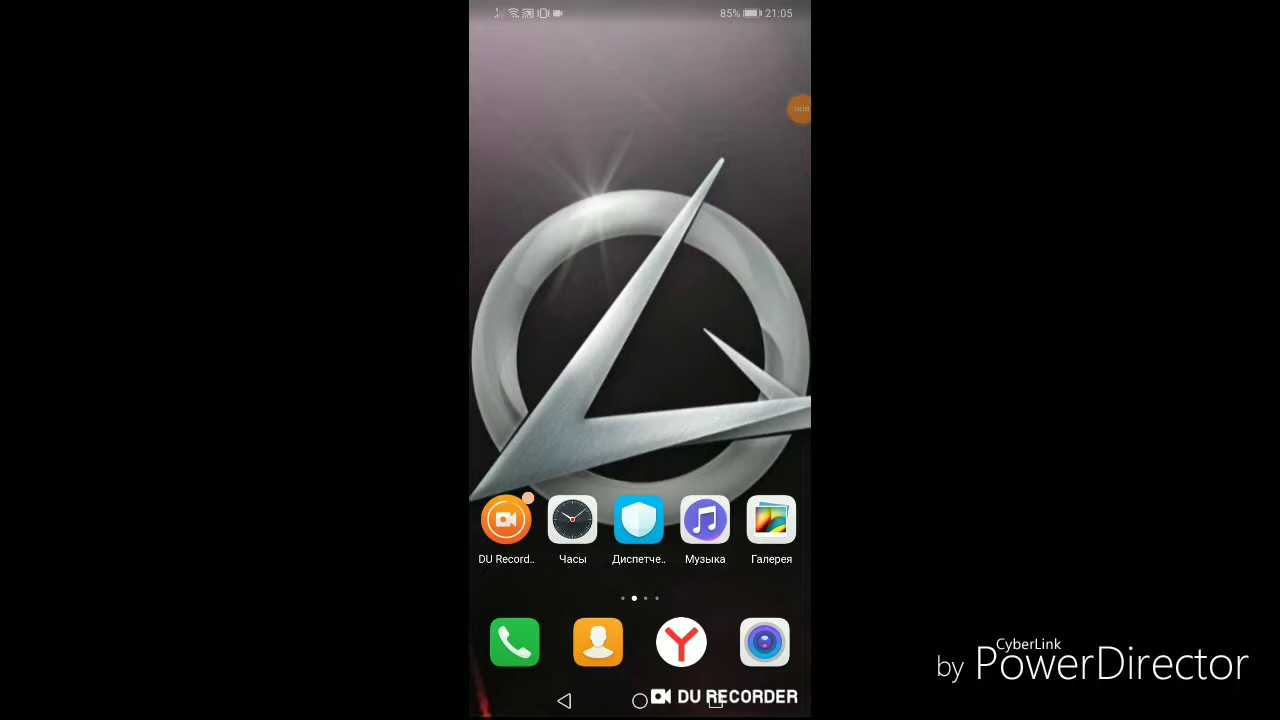 85% 21:05
DU Record..
Часы
Диспетче..
Музыка
Галерея
DU RECORDER
CyberLink
by PowerDirector